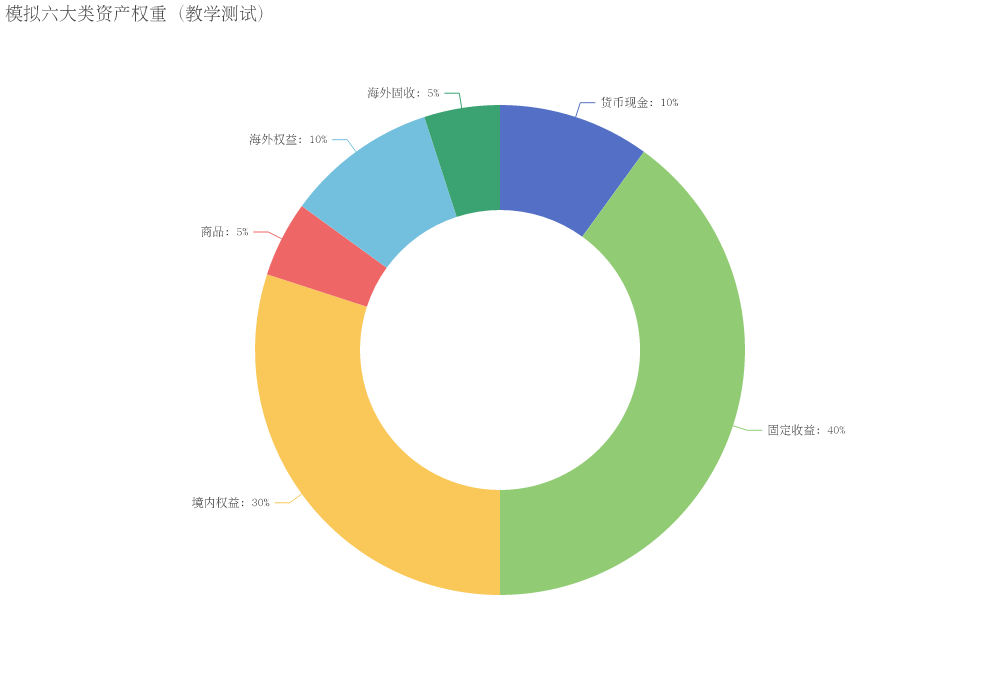 模拟六大类资产权重（教学测试）
海外固收: 5%
货币现金: 10%
海外权益: 10%
商品: 5%
固定收益: 40%
境内权益: 30%